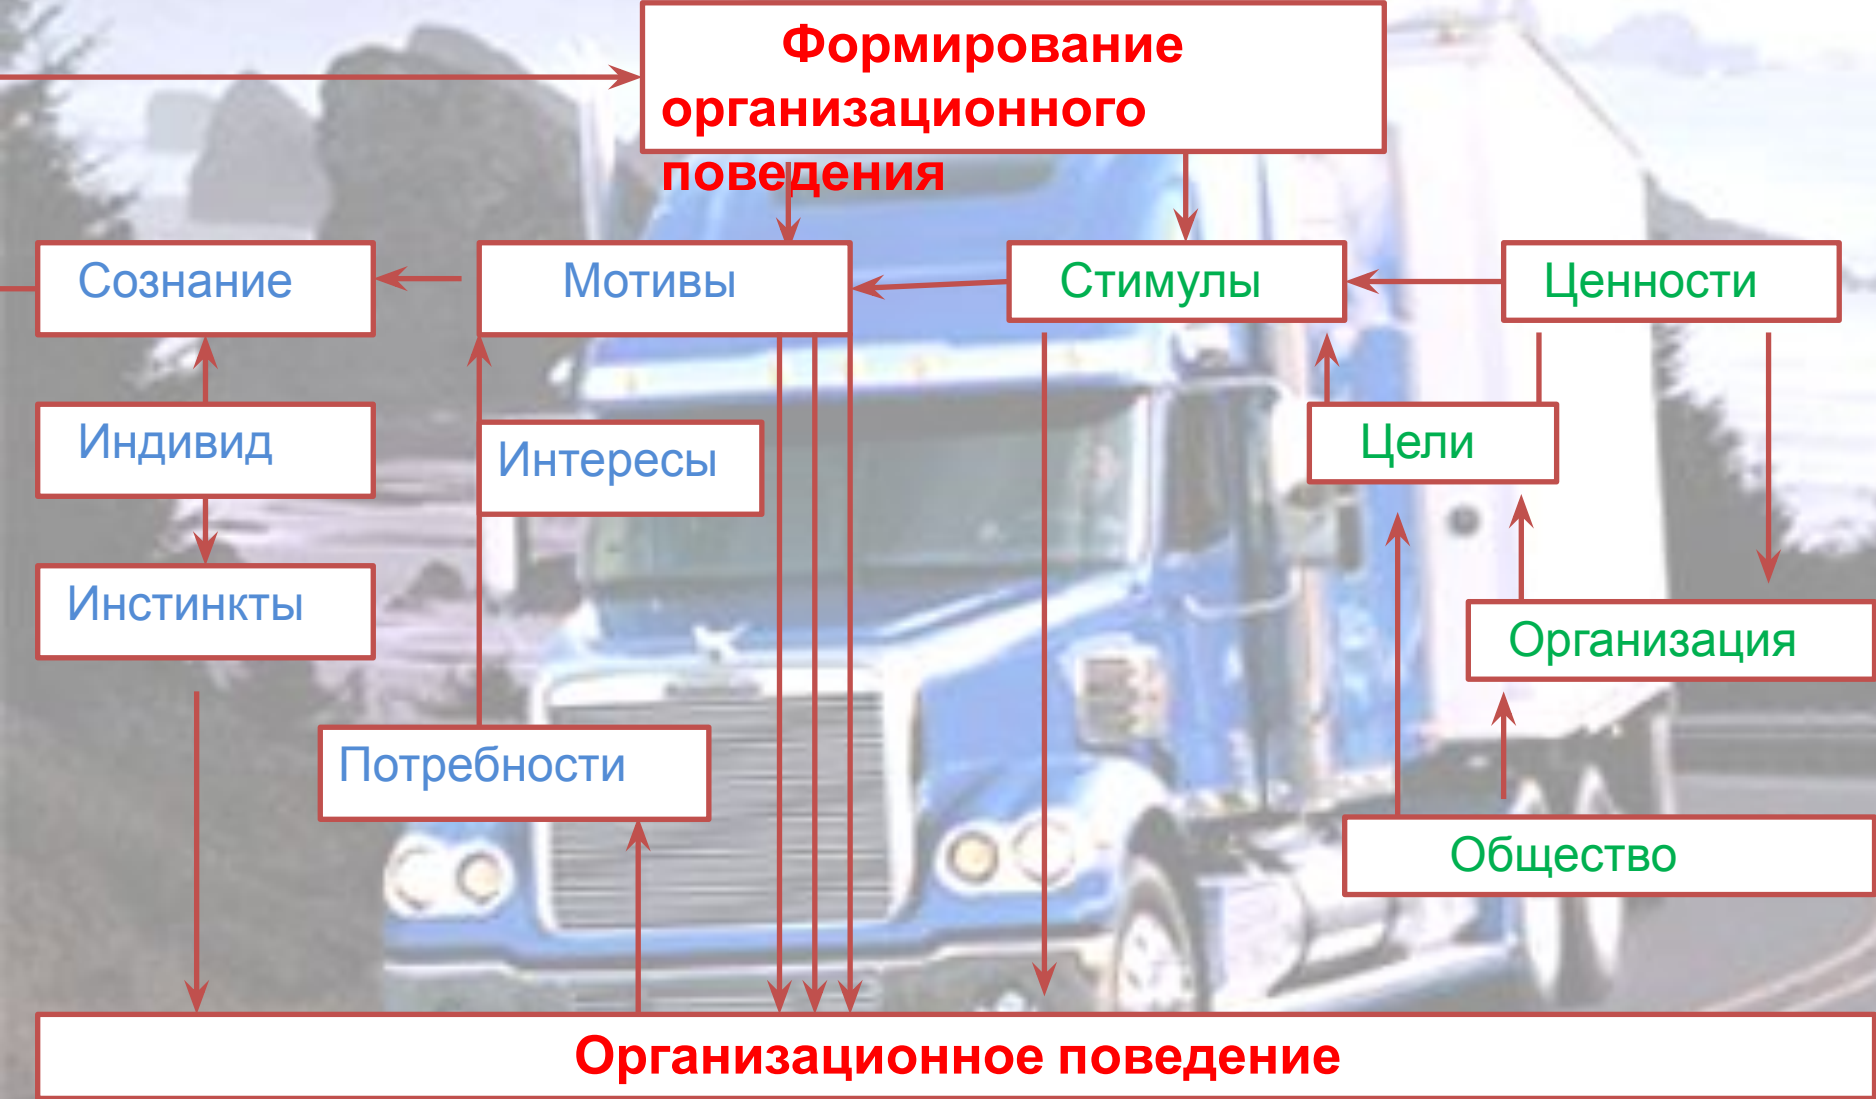 Формирование
организационного
поведения
Сознание
Мотивы
Стимулы
Ценности
Индивид
Интересы
Цели
Инстинкты
Организация
Потребности
Общество
Организационное поведение